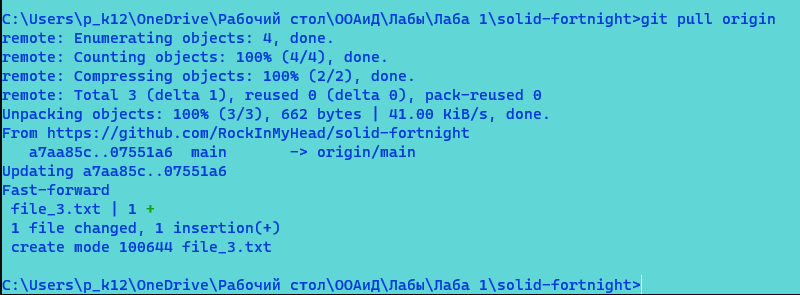 C:\Users\p_k12\OneDrive\Рабочий стол\ООАиД\Лабы\Лаба 1\solid-fortnight>git pull origin
remote: Enumerating objects: 4, done.
remote: Counting objects: 100% (4/4), done.
remote: Compressing objects: 100% (2/2), done.
remote: Total 3 (delta 1), reused 0 (delta 0), pack-reused 0
Unpacking objects: 100% (3/3), 662 bytes | 41.00 KiB/s, done.
From https://github.com/RockInMyHead/solid-fortnight
   a7aa85c..07551a6  main       -> origin/main
Updating a7aa85c..07551a6
Fast-forward
 file_3.txt | 1 +
 1 file changed, 1 insertion(+)
 create mode 100644 file_3.txt
C:\Users\p_k12\OneDrive\Рабочий стол\ООАиД\Лабы\Лаба 1\solid-fortnight>